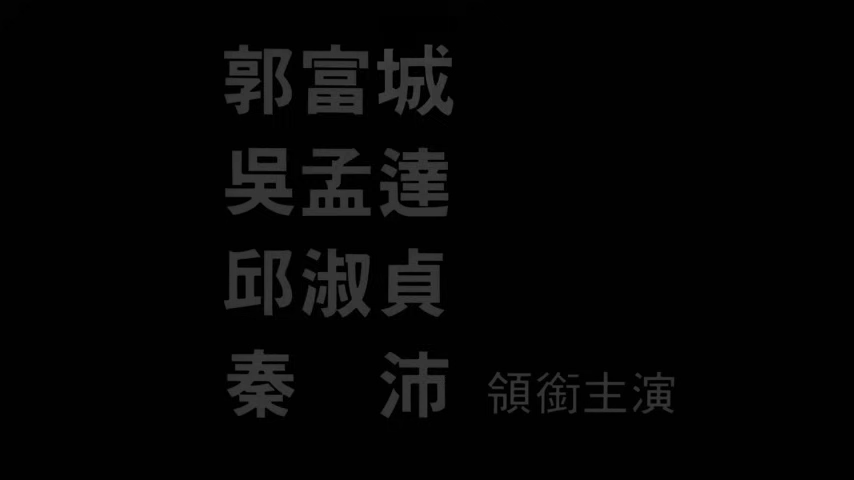 郭富城
吳孟達
邱淑貞
秦 沛 領銜主演